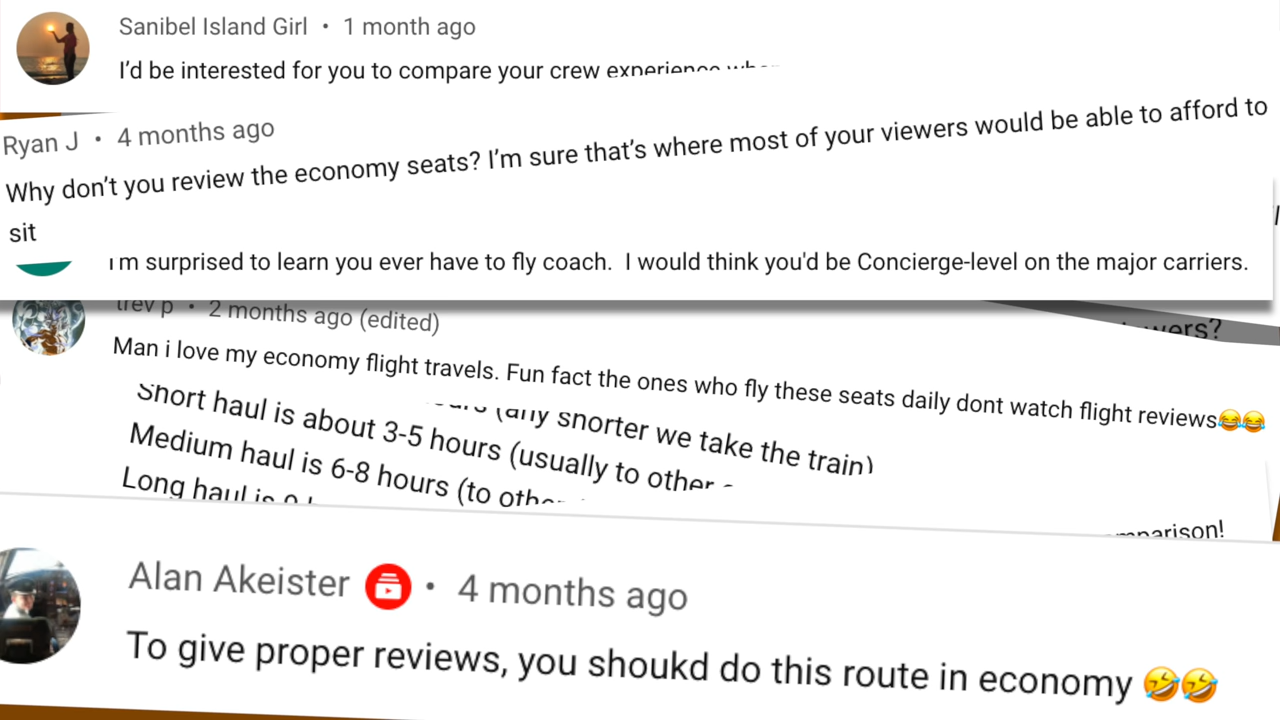 Sanibel Island Girl • 1 month ago
I'd be interested for you to compare your crew experience
Ryan J • 4 months ago
Why don't you review the economy seats? I'm sure that's where most of your viewers would be able to afford to
sit
I'm surprised to learn you ever have to fly coach. I would think you'd be Concierge-level on the major carriers.
trev p • 2 months ago (edited)
Man i love my economy flight travels. Fun fact the ones who fly these seats daily dont watch flight reviews😂😂
(any shorter we take the train)
Short haul is about 3-5 hours (usually to other
Medium haul is 6-8 hours (to other
Long haul is
Alan Akeister • 4 months ago
To give proper reviews, you shoukd do this route in economy 🤣🤣